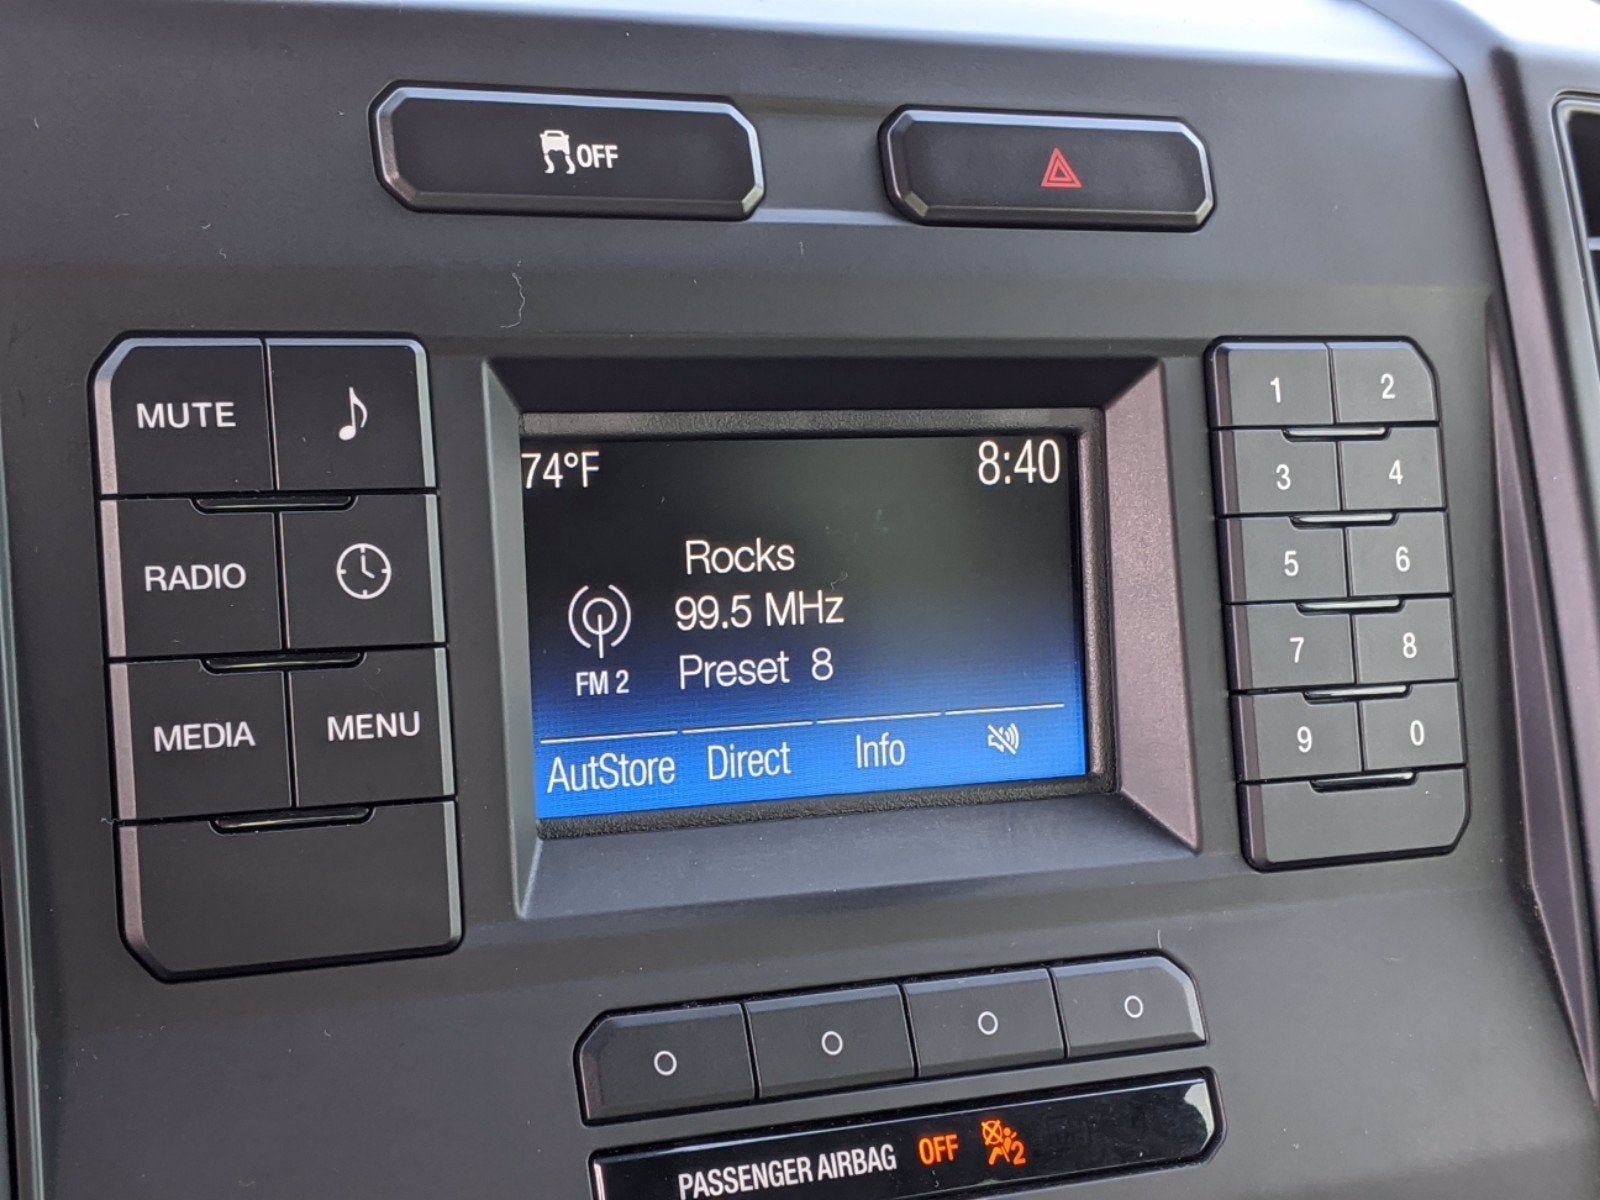 OFF
MUTE
RADIO
MEDIA MENU
74°F 8:40
Rocks
99.5 MHz
FM 2 Preset 8
AutStore Direct Info
1 2
3 4
5 6
7 8
9 0
PASSENGER AIRBAG OFF 2